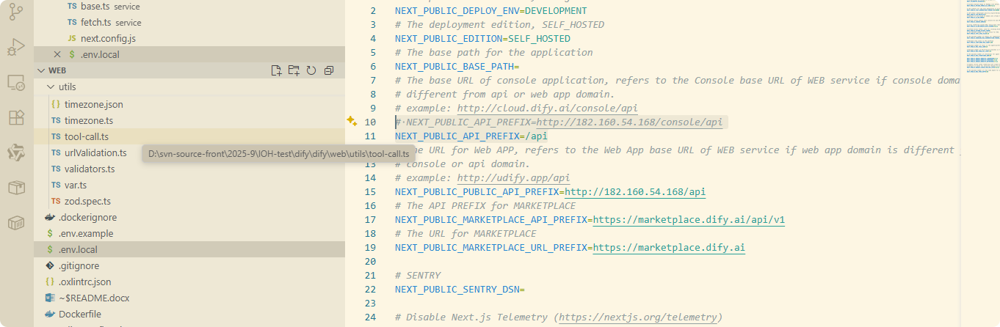 base.ts service
fetch.ts service
JS next.config.js
$ .env.local
WEB
utils
{} timezone.json
TS timezone.ts
TS tool-call.ts
TS urlValidation.ts
TS validators.ts
TS var.ts
TS zod.spec.ts
.dockerignore
$ .env.example
$ .env.local
.gitignore
{} .oxlintrc.json
~$README.docx
Dockerfile
D:\svn-source-front\2025-9\IOH-test\dify\dify\web\utils\tool-call.ts
2 NEXT_PUBLIC_DEPLOY_ENV=DEVELOPMENT
3 # The deployment edition, SELF_HOSTED
4 NEXT_PUBLIC_EDITION=SELF_HOSTED
5 # The base path for the application
6 NEXT_PUBLIC_BASE_PATH=
7 # The base URL of console application, refers to the Console base URL of WEB service if console doma
8 # different from api or web app domain.
9 # example: http://cloud.dify.ai/console/api
10 # NEXT_PUBLIC_API_PREFIX=http://182.160.54.168/console/api
11 NEXT_PUBLIC_API_PREFIX=/api
URL for Web APP, refers to the Web App base URL of WEB service if web app domain is different
13 # console or api domain.
14 # example: http://udify.app/api
15 NEXT_PUBLIC_PUBLIC_API_PREFIX=http://182.160.54.168/api
16 # The API PREFIX for MARKETPLACE
17 NEXT_PUBLIC_MARKETPLACE_API_PREFIX=https://marketplace.dify.ai/api/v1
18 # The URL for MARKETPLACE
19 NEXT_PUBLIC_MARKETPLACE_URL_PREFIX=https://marketplace.dify.ai
20
21 # SENTRY
22 NEXT_PUBLIC_SENTRY_DSN=
23
24 # Disable Next.js Telemetry (https://nextjs.org/telemetry)